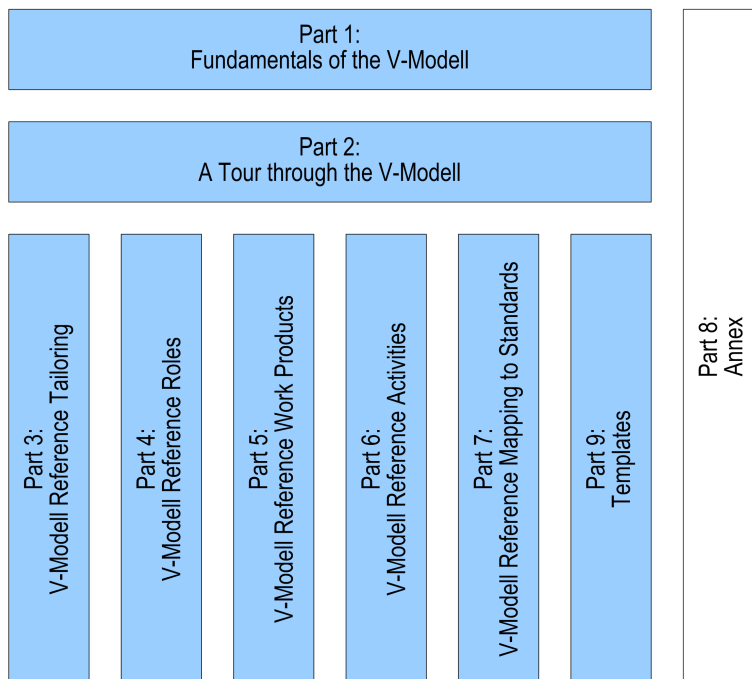 Part 1:
Fundamentals of the V-Modell
Part 2:
A Tour through the V-Modell
Part 3:
V-Modell Reference Tailoring
Part 4:
V-Modell Reference Roles
Part 5:
V-Modell Reference Work Products
Part 6:
V-Modell Reference Activities
Part 7:
V-Modell Reference Mapping to Standards
Part 9:
Templates
Part 8:
Annex